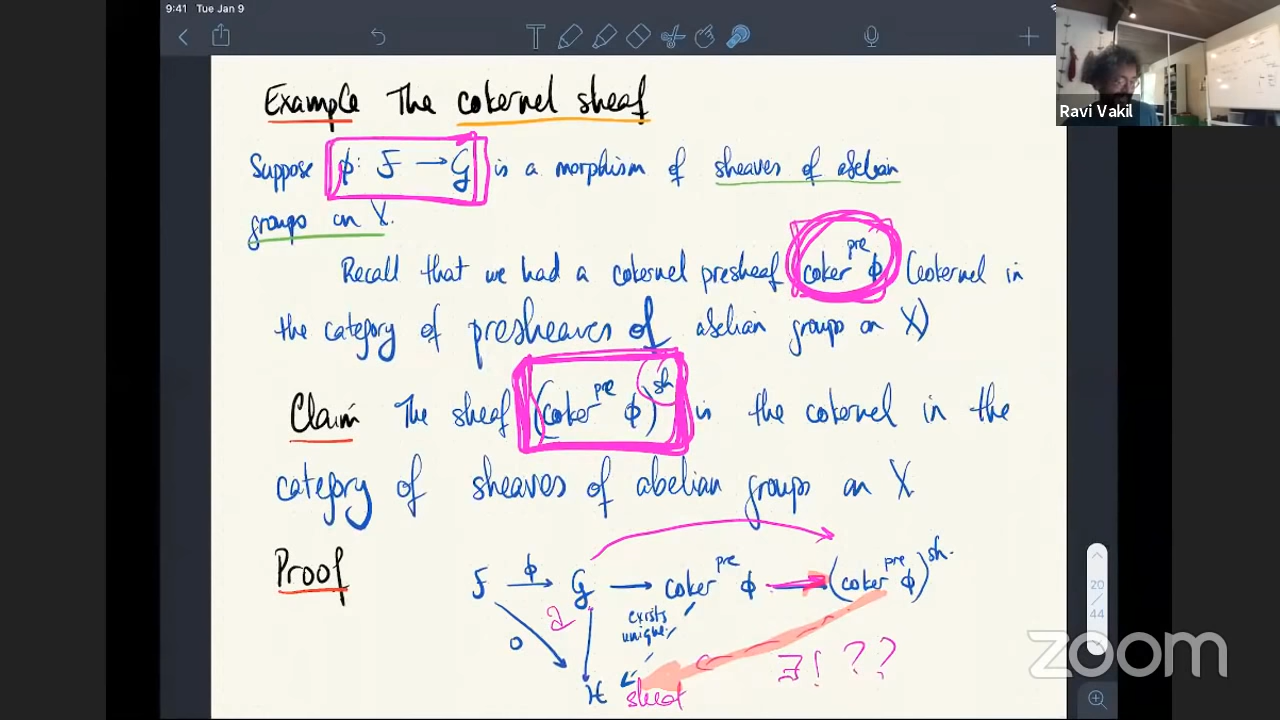 9:41 Tue Jan 9
Ravi Vakil
Example The cokernel sheaf
Suppose ϕ: F → G is a morphism of sheaves of abelian
groups on X.
Recall that we had a cokernel presheaf coker^pre ϕ (cokernel in
the category of presheaves of abelian groups on X)
Claim The sheaf (coker^pre ϕ)^sh is the cokernel in the
category of sheaves of abelian groups on X
Proof F —ϕ→ G → coker^pre ϕ → (coker^pre ϕ)^sh.
0 exists
unique
∃! ??
H sheaf
20
/
44
zoom